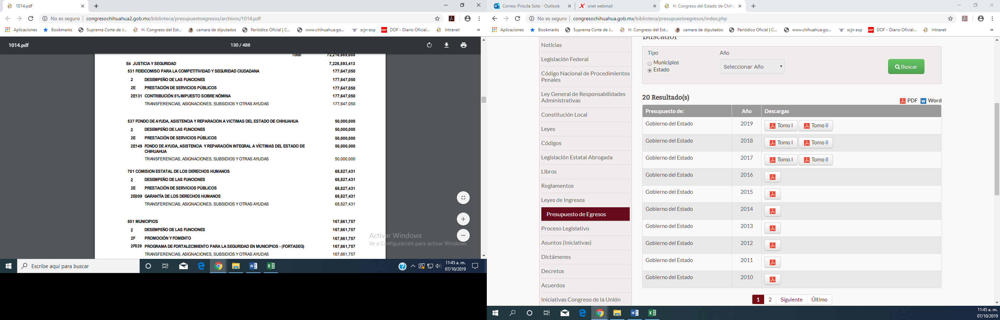 1014.pdf
No es seguro | congresochihuahua2.gob.mx/biblioteca/presupuestoegresos/archivos/1014.pdf
Aplicaciones Bookmarks Suprema Corte de J... H. Congreso del Est... camara de diputados Periódico Oficial | C... www.chihuahua.go... scjn exp DOF - Diario Oficial... Intranet »
1014.pdf 130 / 488
Total 72,216,669,688
E4 JUSTICIA Y SEGURIDAD 7,226,593,413
531 FIDEICOMISO PARA LA COMPETITIVIDAD Y SEGURIDAD CIUDADANA 177,647,050
2 DESEMPEÑO DE LAS FUNCIONES 177,647,050
2E PRESTACIÓN DE SERVICIOS PÚBLICOS 177,647,050
2E131 CONTRIBUCIÓN 5% IMPUESTO SOBRE NÓMINA 177,647,050
TRANSFERENCIAS, ASIGNACIONES, SUBSIDIOS Y OTRAS AYUDAS 177,647,050
537 FONDO DE AYUDA, ASISTENCIA Y REPARACION A VICTIMAS DEL ESTADO DE CHIHUAHUA 50,000,000
2 DESEMPEÑO DE LAS FUNCIONES 50,000,000
2E PRESTACIÓN DE SERVICIOS PÚBLICOS 50,000,000
2E149 FONDO DE AYUDA, ASISTENCIA Y REPARACIÓN INTEGRAL A VÍCTIMAS DEL ESTADO DE 50,000,000
CHIHUAHUA
TRANSFERENCIAS, ASIGNACIONES, SUBSIDIOS Y OTRAS AYUDAS 50,000,000
701 COMISION ESTATAL DE LOS DERECHOS HUMANOS 68,827,431
2 DESEMPEÑO DE LAS FUNCIONES 68,827,431
2E PRESTACIÓN DE SERVICIOS PÚBLICOS 68,827,431
2E009 GARANTÍA DE LOS DERECHOS HUMANOS 68,827,431
TRANSFERENCIAS, ASIGNACIONES, SUBSIDIOS Y OTRAS AYUDAS 68,827,431
801 MUNICIPIOS 167,661,757
2 DESEMPEÑO DE LAS FUNCIONES 167,661,757
2F PROMOCIÓN Y FOMENTO 167,661,757
2F029 PROGRAMA DE FORTALECIMIENTO PARA LA SEGURIDAD EN MUNICIPIOS - (FORTASEG) 167,661,757
TRANSFERENCIAS, ASIGNACIONES, SUBSIDIOS Y OTRAS AYUDAS 167,661,757
Activar Windows
Ve a Configuración para activar Windows.
Escribe aquí para buscar
11:45 a. m.
07/10/2019
Correo: Priscila Soto - Outlook xnet webmail H. Congreso del Estado de Chihu
No es seguro | congresochihuahua.gob.mx/biblioteca/presupuestoegresos/index.php
Aplicaciones Bookmarks Suprema Corte de J... H. Congreso del Est... camara de diputados Periódico Oficial | C... www.chihuahua.go... scjn exp DOF - Diario Oficial... Intranet »
Noticias
Legislación Federal
Código Nacional de Procedimientos
Penales
Ley General de Responsabilidades
Administrativas
Constitución Local
Leyes
Códigos
Legislación Estatal Abrogada
Libros
Reglamentos
Leyes de Ingresos
Presupuesto de Egresos
Proceso Legislativo
Asuntos (Iniciativas)
Dictámenes
Decretos
Acuerdos
Iniciativas Congreso de la Unión
Buscador
Tipo Año
Municipios
Estado
Seleccionar Año
Buscar
20 Resultado(s)
PDF Word
Presupuesto de: Año Descargas
Gobierno del Estado 2019 Tomo I Tomo Ii
Gobierno del Estado 2018 Tomo I Tomo Ii
Gobierno del Estado 2017 Tomo I Tomo Ii
Gobierno del Estado 2016
Gobierno del Estado 2015
Gobierno del Estado 2014
Gobierno del Estado 2013
Gobierno del Estado 2012
Gobierno del Estado 2011
Gobierno del Estado 2010
1 2 Siguiente Último
11:45 a. m.
07/10/2019